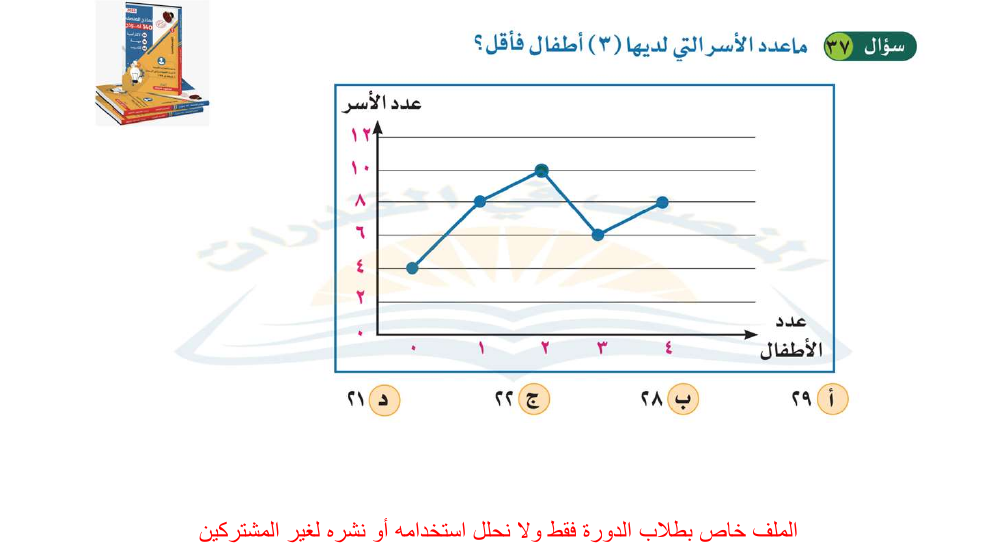 سؤال ٣٧ ماعدد الأسر التي لديها (٣) أطفال فأقل؟
عدد الأسر
١٢
١٠
٨
٦
٤
٢
٠
٠ ١ ٢ ٣ ٤
عدد
الأطفال
أ ٢٩ ب ٢٨ ج ٢٢ د ٢١
الملف خاص بطلاب الدورة فقط ولا نحلل استخدامه أو نشره لغير المشتركين